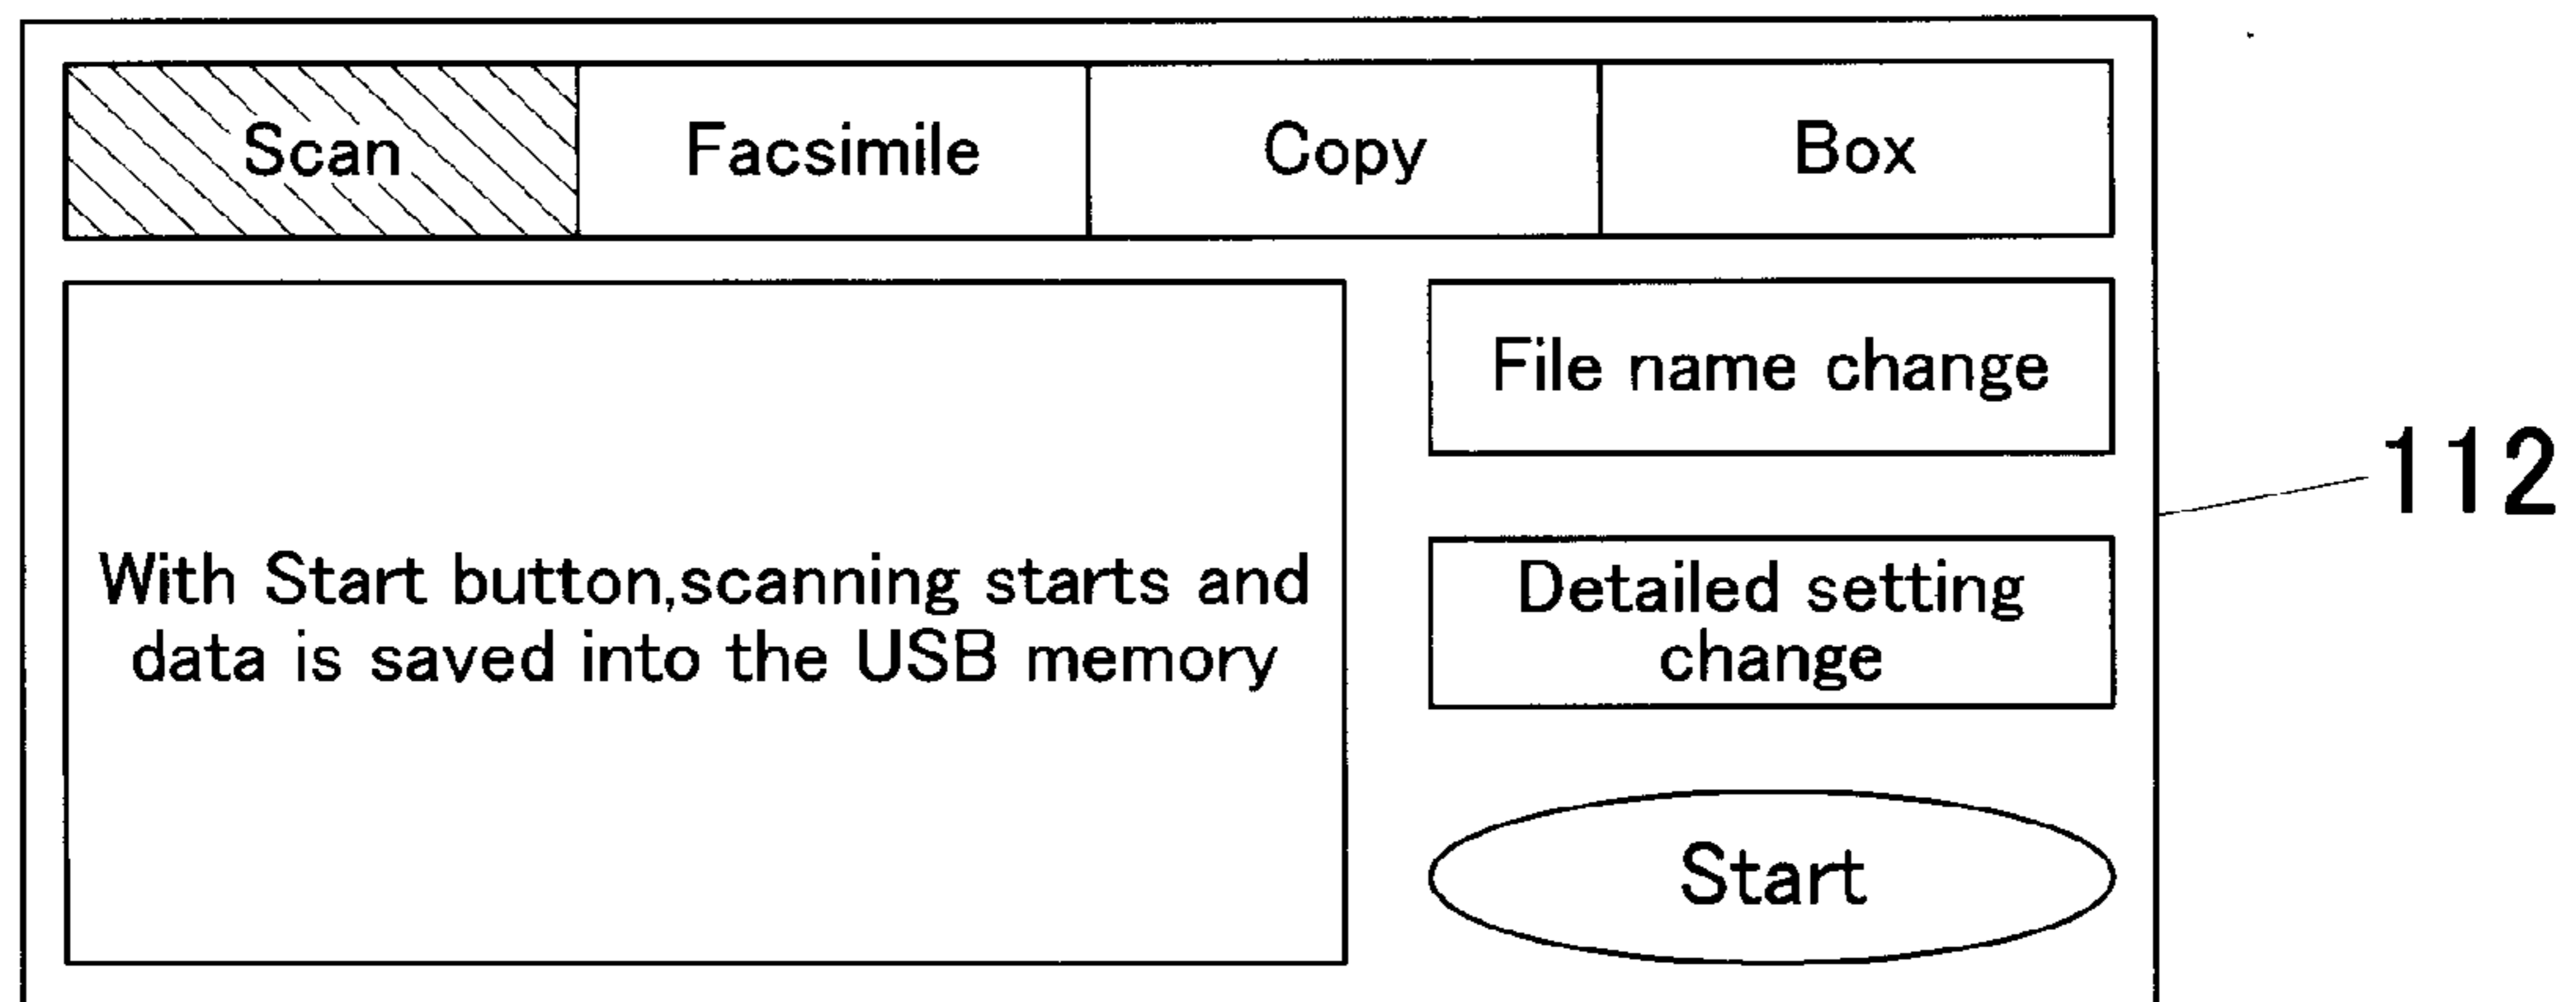 Scan Facsimile Copy Box
File name change
112
With Start button,scanning starts and
data is saved into the USB memory
Detailed setting
change
Start